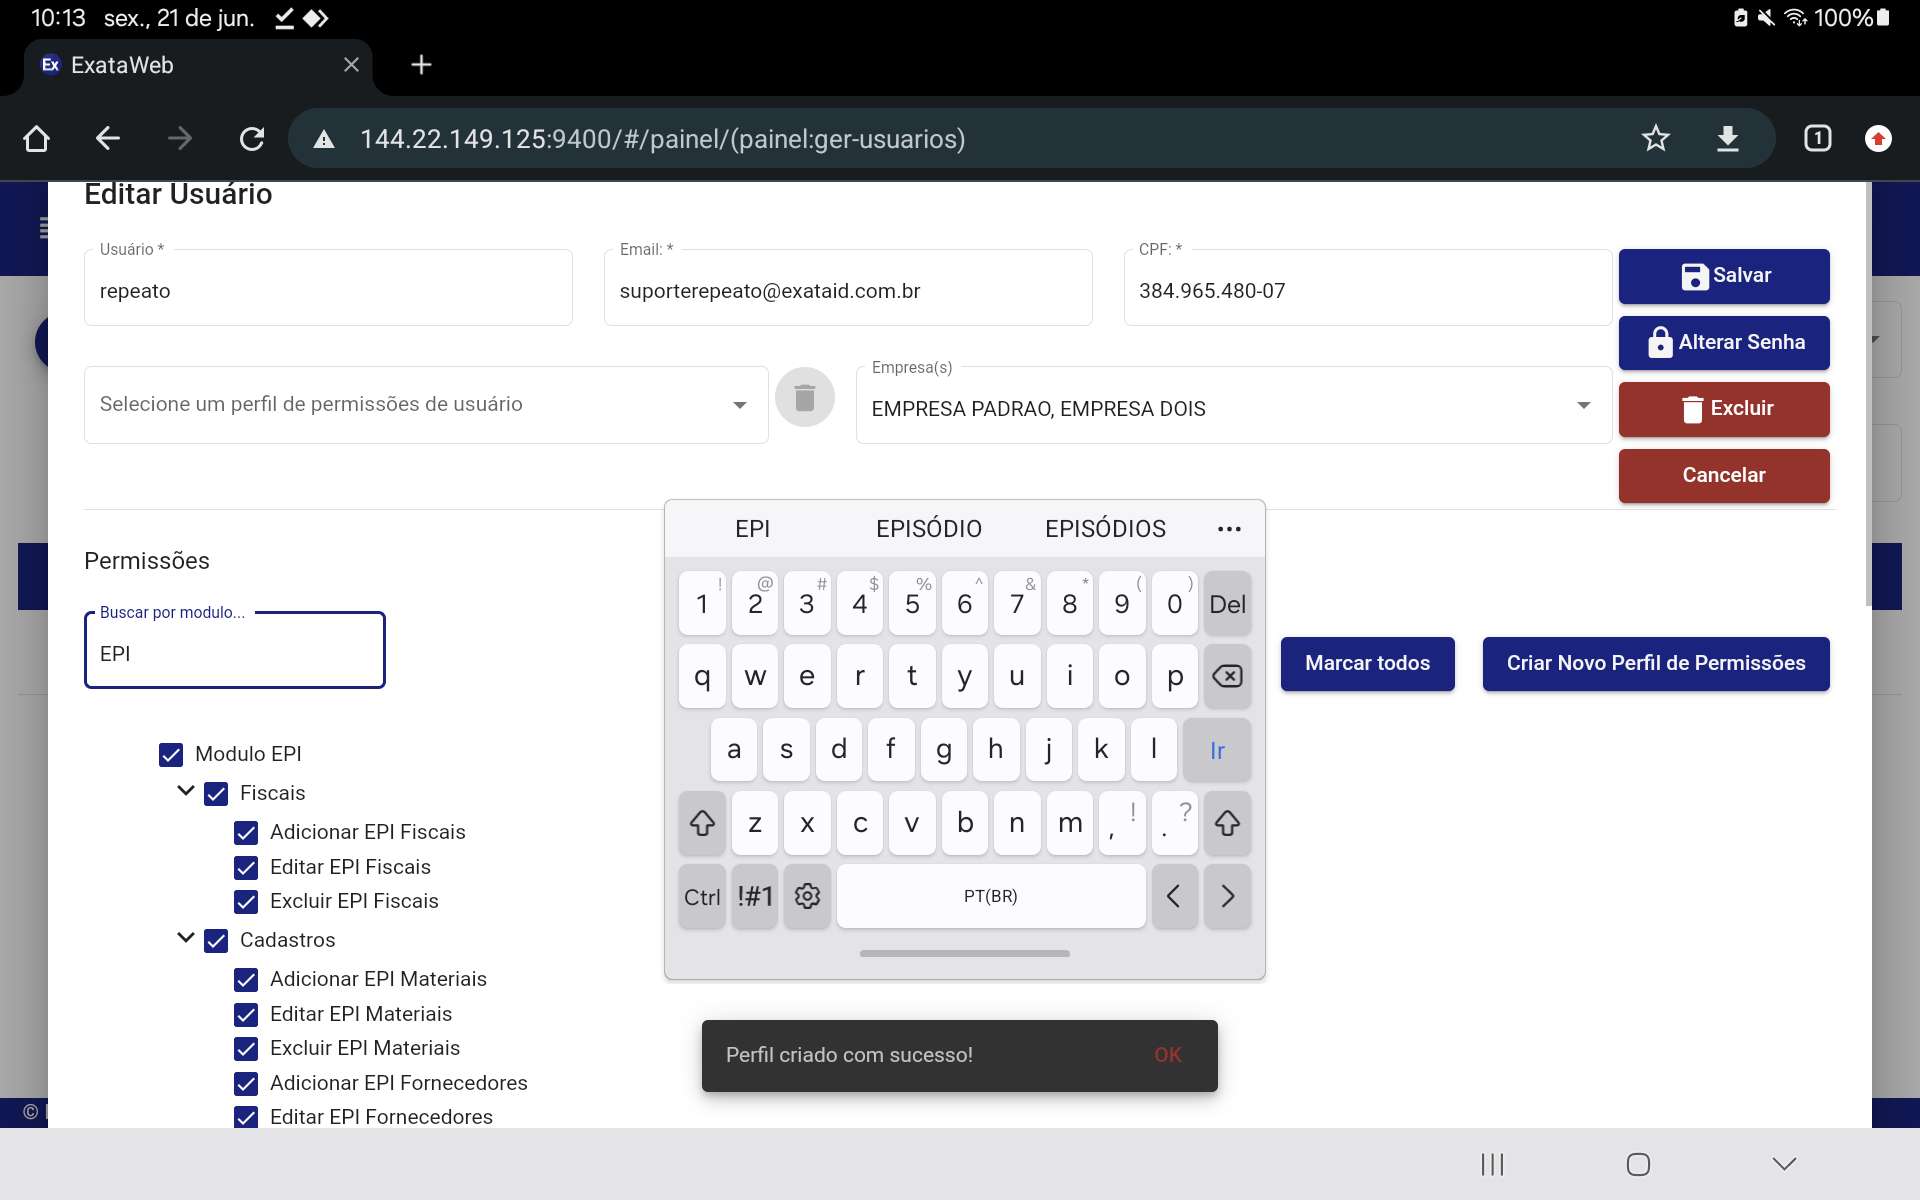 10:13 sex., 21 de jun. 100%
Ex ExataWeb
144.22.149.125:9400/#/painel/(painel:ger-usuarios) 1
Editar Usuário
Usuário * Email: * CPF: *
repeato suporterepeato@exataid.com.br 384.965.480-07
Salvar
Alterar Senha
Empresa(s)
Selecione um perfil de permissões de usuário EMPRESA PADRAO, EMPRESA DOIS
Excluir
Cancelar
EPI EPISÓDIO EPISÓDIOS
Permissões
! @ # $ % ^ & * ( )
1 2 3 4 5 6 7 8 9 0 Del
Buscar por modulo...
EPI
q w e r t y u i o p
Marcar todos Criar Novo Perfil de Permissões
a s d f g h j k l Ir
Modulo EPI
Fiscais
! ?
z x c v b n m , .
Adicionar EPI Fiscais
Editar EPI Fiscais
Excluir EPI Fiscais
Ctrl !#1 PT(BR) < >
Cadastros
Adicionar EPI Materiais
Editar EPI Materiais
Excluir EPI Materiais
Perfil criado com sucesso! OK
Adicionar EPI Fornecedores
Editar EPI Fornecedores
©